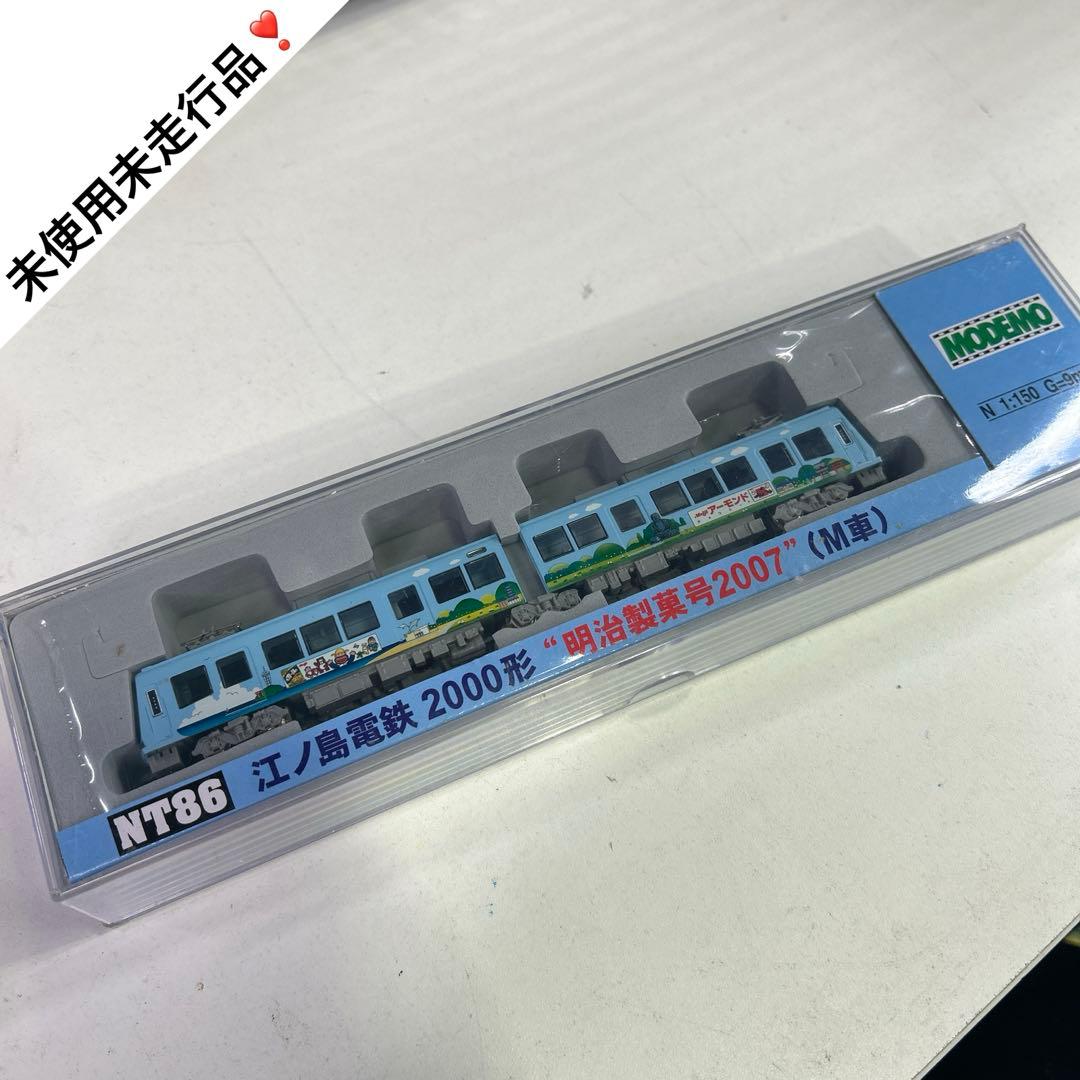 未使用未走行品❣
MODEMO
N 1:150 G=9m
アーモンド
NT86 江ノ島電鉄 2000形 “明治製菓号2007”(M車)